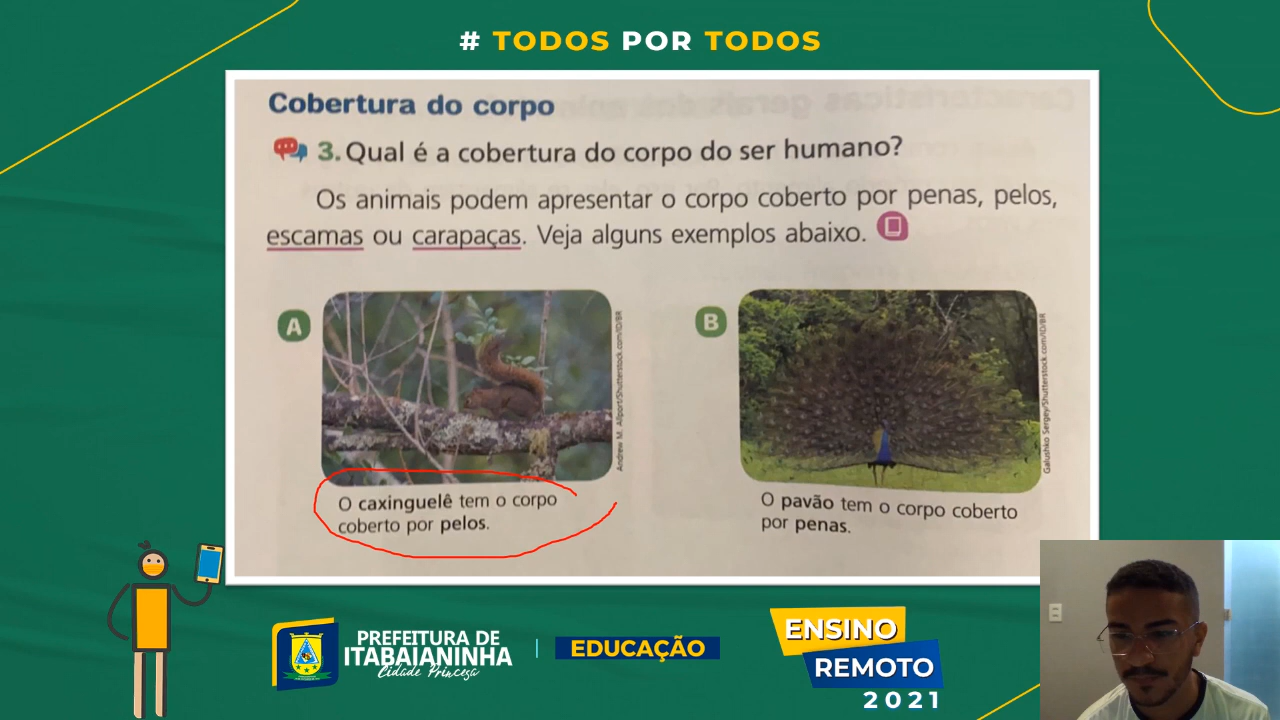 # TODOS POR TODOS
Cobertura do corpo
3. Qual é a cobertura do corpo do ser humano?
Os animais podem apresentar o corpo coberto por penas, pelos,
escamas ou carapaças. Veja alguns exemplos abaixo.
A
Andrew M. Allport/Shutterstock.com/ID/BR
O caxinguelê tem o corpo
coberto por pelos.
B
Galushko Sergey/Shutterstock.com/ID/BR
O pavão tem o corpo coberto
por penas.
PREFEITURA DE
ITABAIANINHA
Cidade Princesa
EDUCAÇÃO
ENSINO
REMOTO
2021